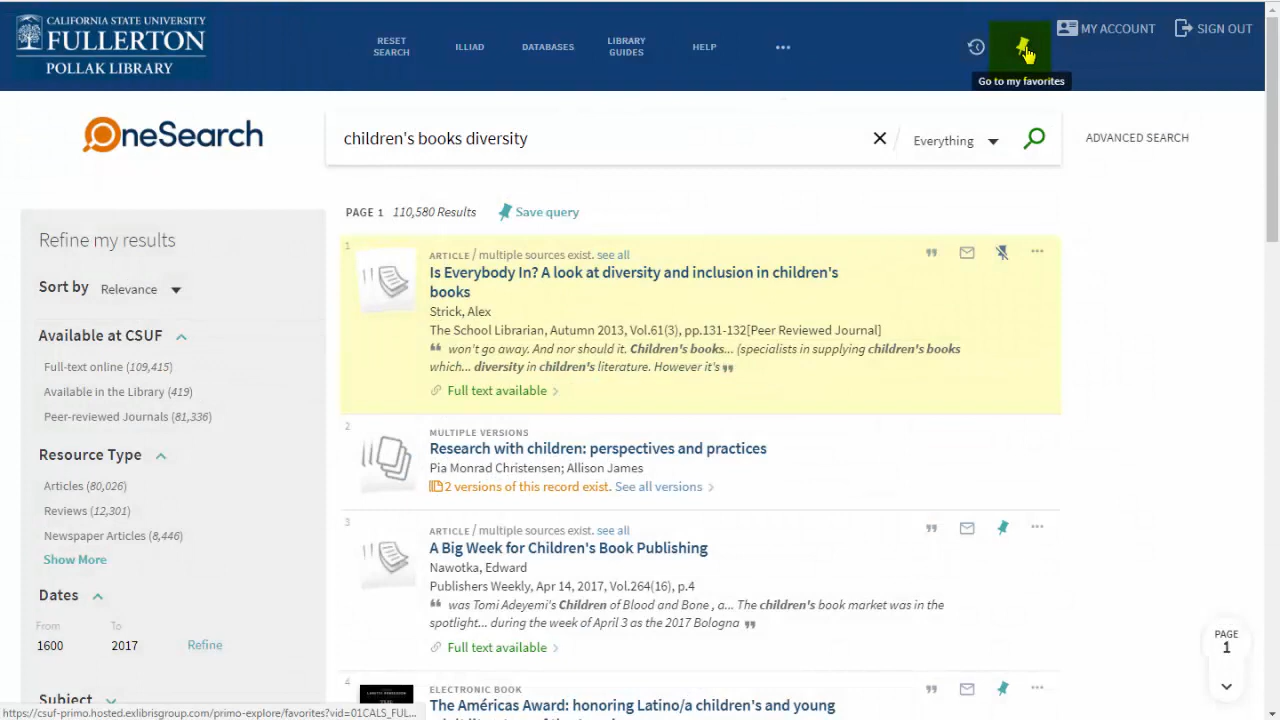 CALIFORNIA STATE UNIVERSITY
FULLERTON
POLLAK LIBRARY
RESET SEARCH
ILLIAD
DATABASES
LIBRARY GUIDES
HELP
MY ACCOUNT
SIGN OUT
Go to my favorites
OneSearch
children's books diversity
Everything
ADVANCED SEARCH
PAGE 1 110,580 Results
Save query
Refine my results
Sort by Relevance
Available at CSUF
Full-text online (109,415)
Available in the Library (419)
Peer-reviewed Journals (81,336)
Resource Type
Articles (80,026)
Reviews (12,301)
Newspaper Articles (8,446)
Show More
Dates
From To
1600 2017 Refine
Subject
1
ARTICLE / multiple sources exist. see all
Is Everybody In? A look at diversity and inclusion in children's
books
Strick, Alex
The School Librarian, Autumn 2013, Vol.61(3), pp.131-132[Peer Reviewed Journal]
won't go away. And nor should it. Children's books... (specialists in supplying children's books
which... diversity in children's literature. However it's
Full text available
2
MULTIPLE VERSIONS
Research with children: perspectives and practices
Pia Monrad Christensen; Allison James
2 versions of this record exist. See all versions
3
ARTICLE / multiple sources exist. see all
A Big Week for Children's Book Publishing
Nawotka, Edward
Publishers Weekly, Apr 14, 2017, Vol.264(16), p.4
was Tomi Adeyemi's Children of Blood and Bone , a... The children's book market was in the
spotlight... during the week of April 3 as the 2017 Bologna
Full text available
4
ELECTRONIC BOOK
The Américas Award: honoring Latino/a children's and young
PAGE
1
https://csuf-primo.hosted.exlibrisgroup.com/primo-explore/favorites?vid=01CALS_FUL...